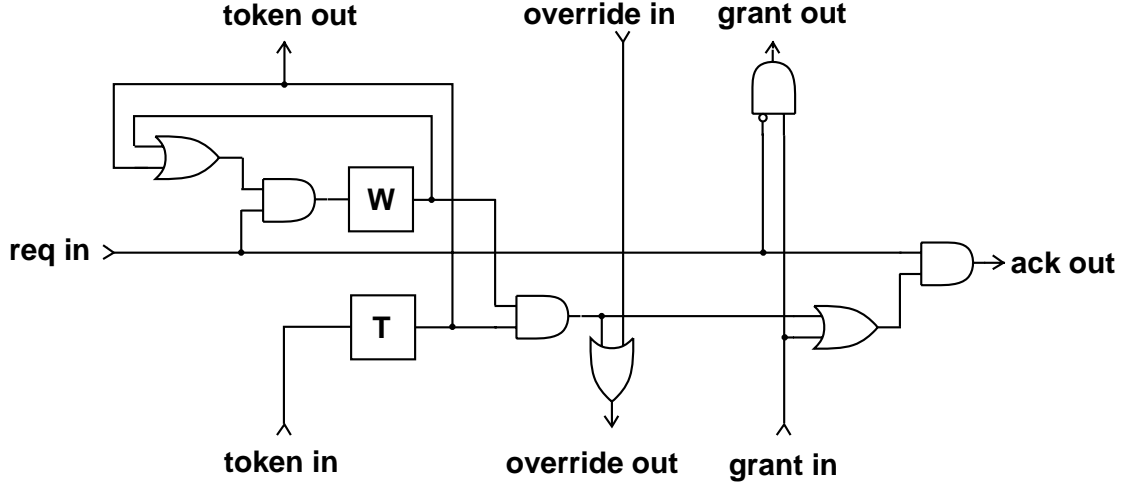 token out
override in
grant out
W
req in
ack out
T
token in
override out
grant in